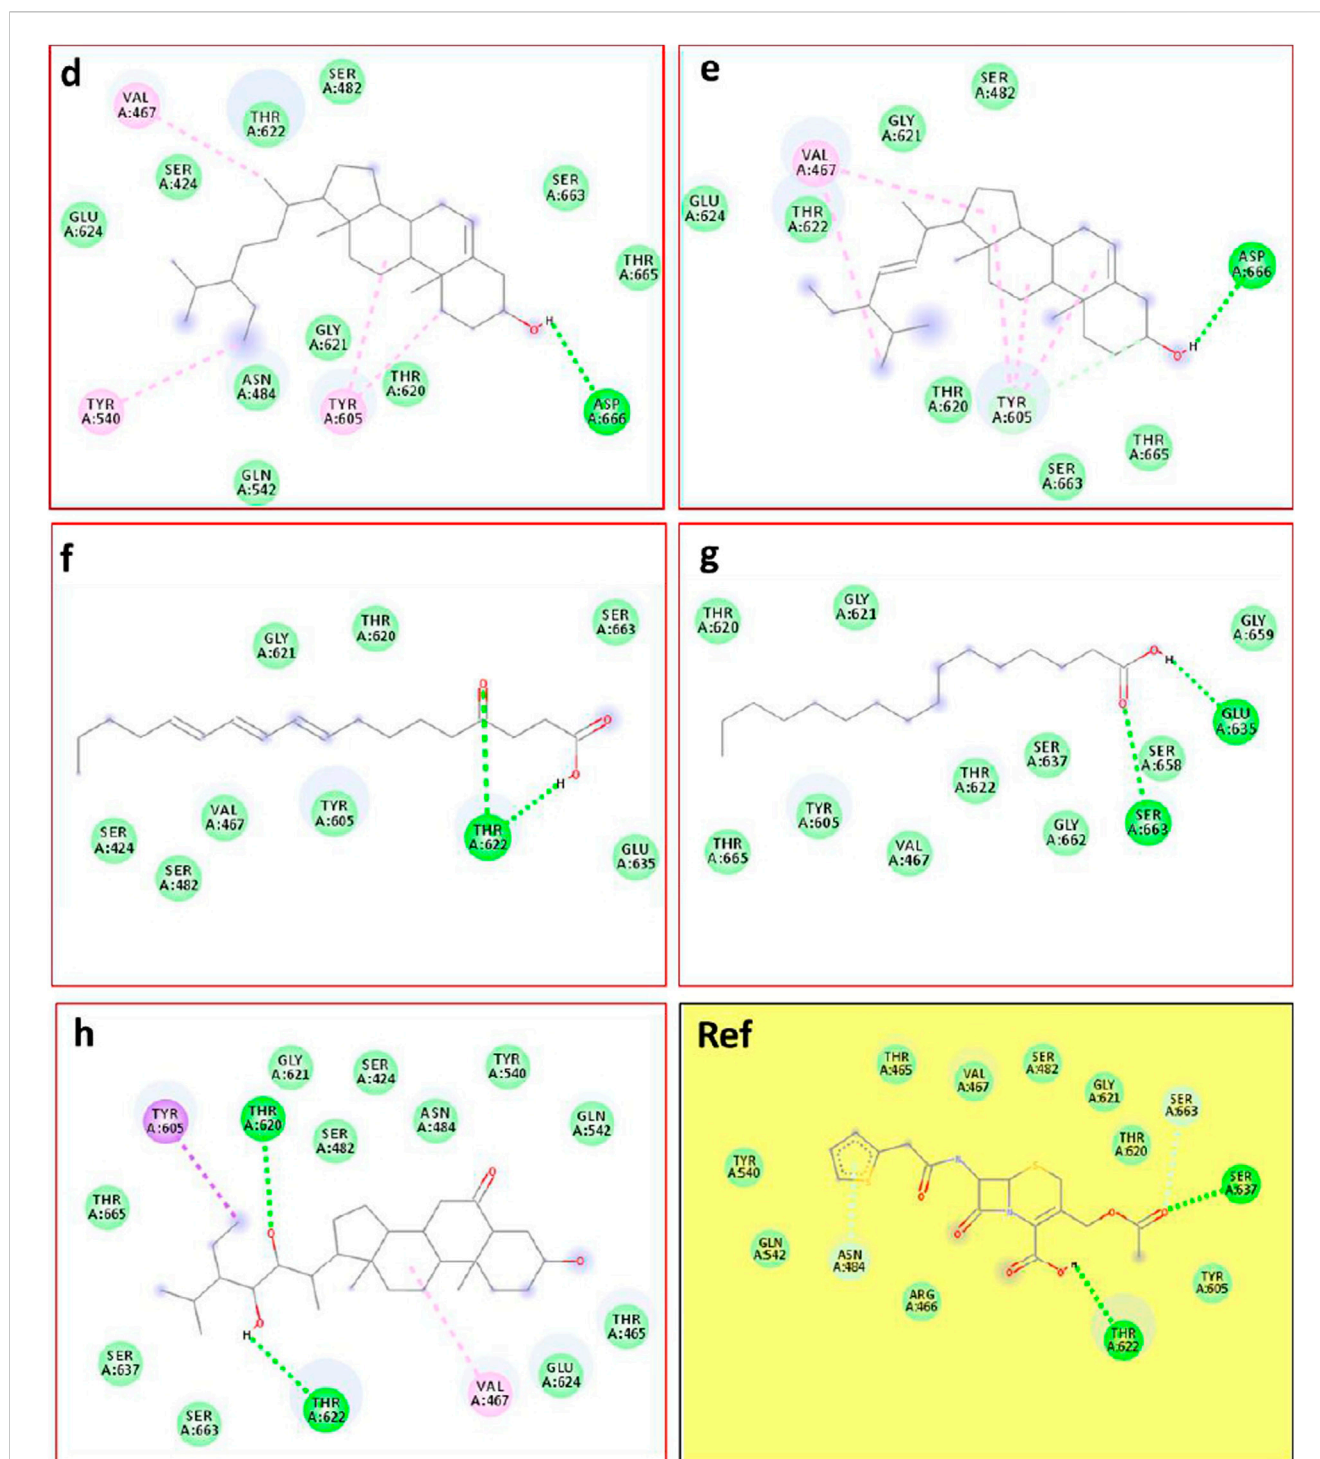 d
VAL
A:467
THR
A:622
SER
A:482
SER
A:424
GLU
A:624
SER
A:663
THR
A:665
GLY
A:621
ASN
A:484
THR
A:620
TYR
A:540
TYR
A:605
ASP
A:666
GLN
A:542
O
H
e
SER
A:482
GLY
A:621
VAL
A:467
GLU
A:624
THR
A:622
ASP
A:666
THR
A:620
TYR
A:605
THR
A:665
SER
A:663
O
H
f
GLY
A:621
THR
A:620
SER
A:663
O
O
O
H
SER
A:424
VAL
A:467
TYR
A:605
THR
A:622
GLU
A:635
SER
A:482
g
THR
A:620
GLY
A:621
GLY
A:659
O
H
O
GLU
A:635
SER
A:637
SER
A:658
THR
A:622
TYR
A:605
SER
A:663
GLY
A:662
THR
A:665
VAL
A:467
h
GLY
A:621
SER
A:424
TYR
A:540
TYR
A:605
THR
A:620
SER
A:482
ASN
A:484
GLN
A:542
THR
A:665
O
O
O
O
H
THR
A:465
SER
A:637
GLU
A:624
VAL
A:467
THR
A:622
SER
A:663
Ref
THR
A:465
VAL
A:467
SER
A:482
GLY
A:621
SER
A:663
THR
A:620
TYR
A:540
SER
A:637
S
N
O
S
N
O
O
O
O
O
H
GLN
A:542
ASN
A:484
ARG
A:466
TYR
A:605
THR
A:622